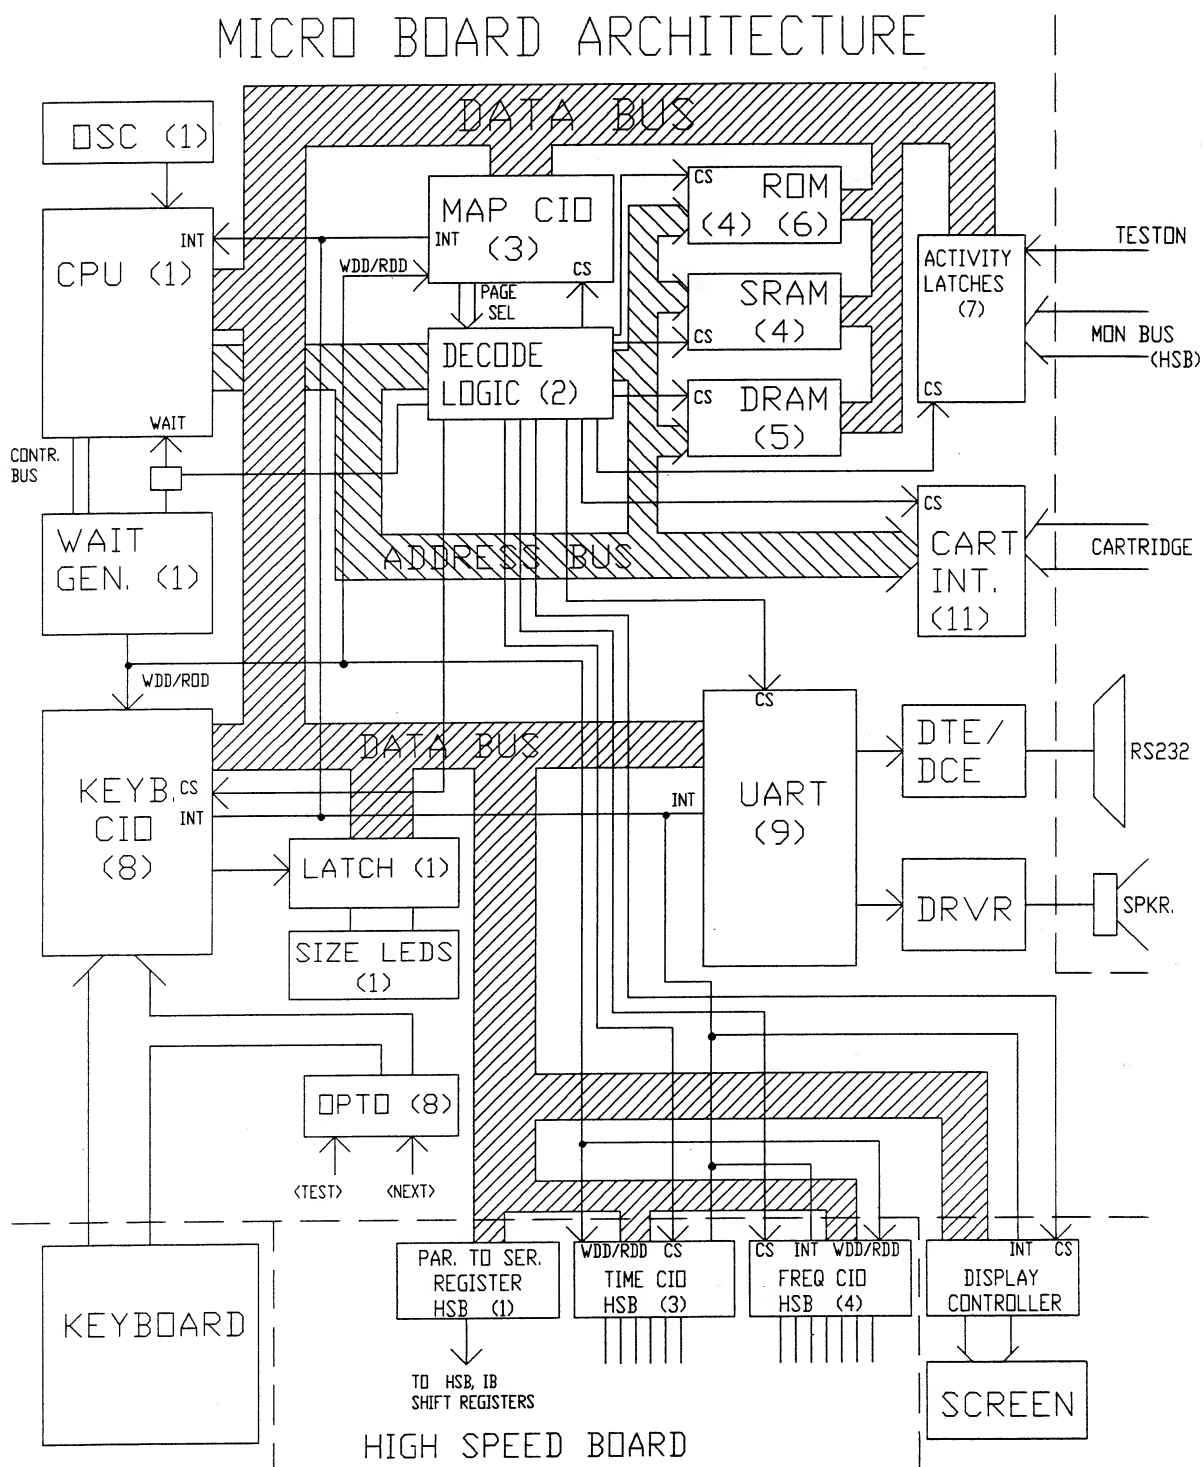 MICRO BOARD ARCHITECTURE
DATA BUS
OSC (1)
CPU (1)
INT
WAIT
MAP CIO
(3)
INT
CS
WDD/RDD
PAGE
SEL
DECODE
LOGIC (2)
CS
ROM
(4) (6)
SRAM
(4)
CS
CS
DRAM
(5)
ACTIVITY
LATCHES
(7)
CS
TESTON
MON BUS
(HSB)
CONTR.
BUS
WAIT
GEN. (1)
ADDRESS BUS
CS
CART
INT.
(11)
CARTRIDGE
WDD/RDD
DATA BUS
KEYB.
CIO
(8)
CS
INT
LATCH (1)
SIZE LEDS
(1)
INT
CS
UART
(9)
DTE/
DCE
RS232
DRVR
SPKR.
OPTO (8)
<TEST>
<NEXT>
KEYBOARD
PAR. TO SER.
REGISTER
HSB (1)
WDD/RDD CS
TIME CIO
HSB (3)
CS INT WDD/RDD
FREQ CIO
HSB (4)
INT CS
DISPLAY
CONTROLLER
TO HSB, IB
SHIFT REGISTERS
SCREEN
HIGH SPEED BOARD